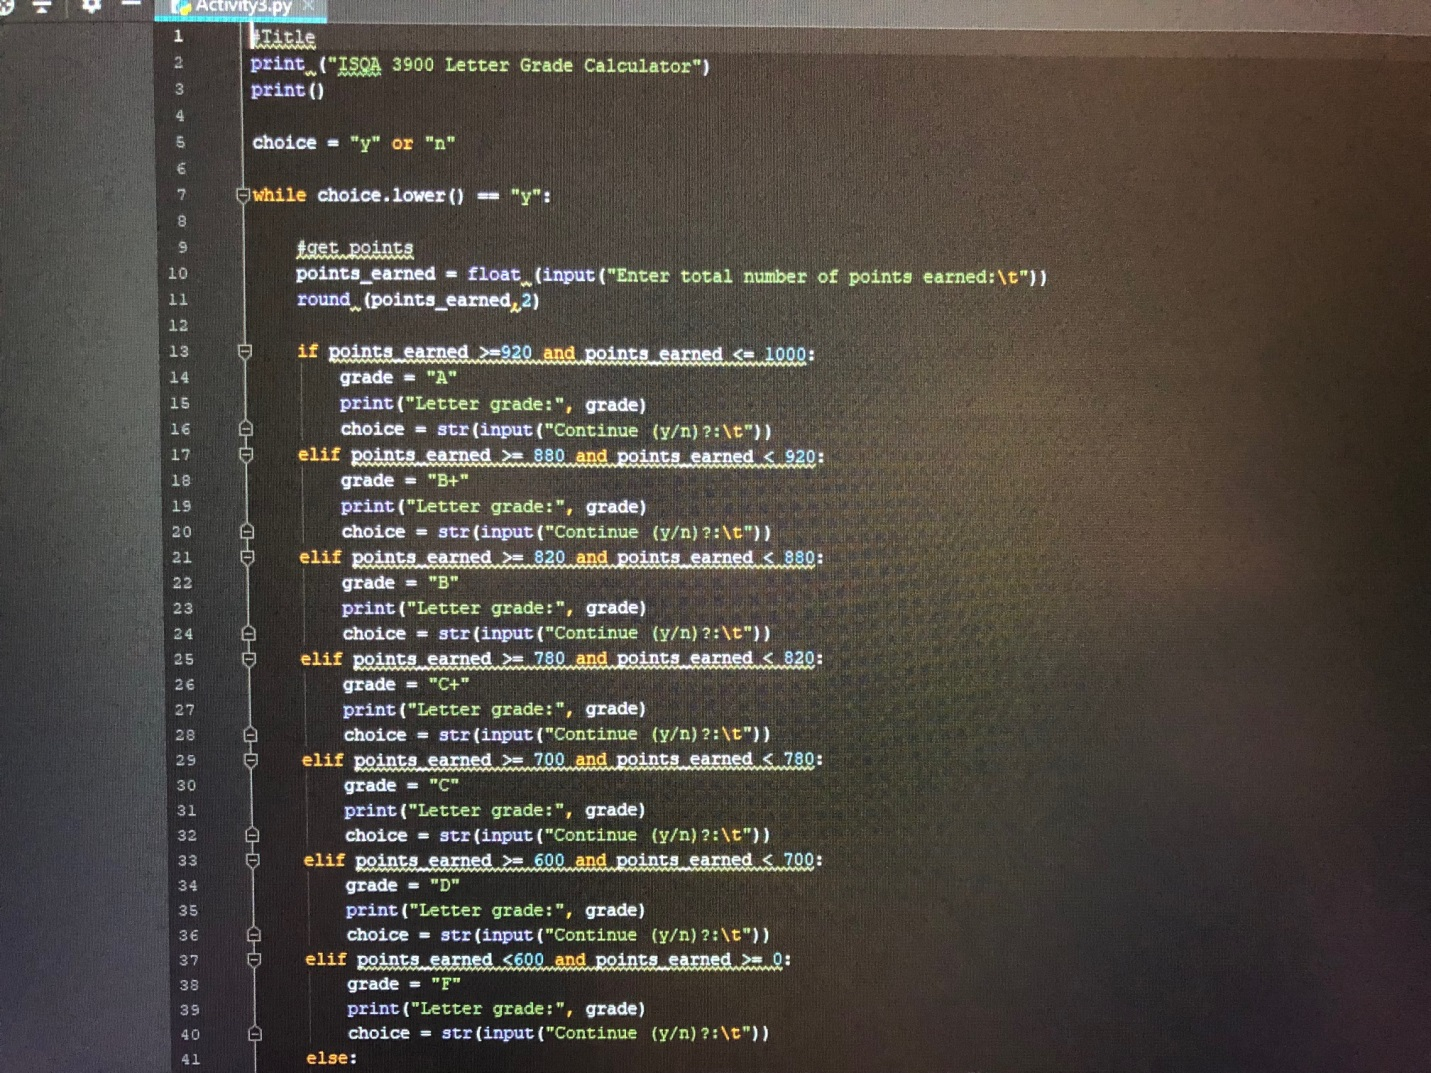 Activity3.py
1 #Title
2 print ("ISQA 3900 Letter Grade Calculator")
3 print()
4
5 choice = "y" or "n"
6
7 while choice.lower() == "y":
8
9 #get points
10 points_earned = float (input("Enter total number of points earned:\t"))
11 round (points_earned,2)
12
13 if points_earned >=920 and points_earned <= 1000:
14 grade = "A"
15 print("Letter grade:", grade)
16 choice = str(input("Continue (y/n)?:\t"))
17 elif points_earned >= 880 and points_earned < 920:
18 grade = "B+"
19 print("Letter grade:", grade)
20 choice = str(input("Continue (y/n)?:\t"))
21 elif points_earned >= 820 and points_earned < 880:
22 grade = "B"
23 print("Letter grade:", grade)
24 choice = str(input("Continue (y/n)?:\t"))
25 elif points_earned >= 780 and points_earned < 820:
26 grade = "C+"
27 print("Letter grade:", grade)
28 choice = str(input("Continue (y/n)?:\t"))
29 elif points_earned >= 700 and points_earned < 780:
30 grade = "C"
31 print("Letter grade:", grade)
32 choice = str(input("Continue (y/n)?:\t"))
33 elif points_earned >= 600 and points_earned < 700:
34 grade = "D"
35 print("Letter grade:", grade)
36 choice = str(input("Continue (y/n)?:\t"))
37 elif points_earned <600 and points_earned >= 0:
38 grade = "F"
39 print("Letter grade:", grade)
40 choice = str(input("Continue (y/n)?:\t"))
41 else: